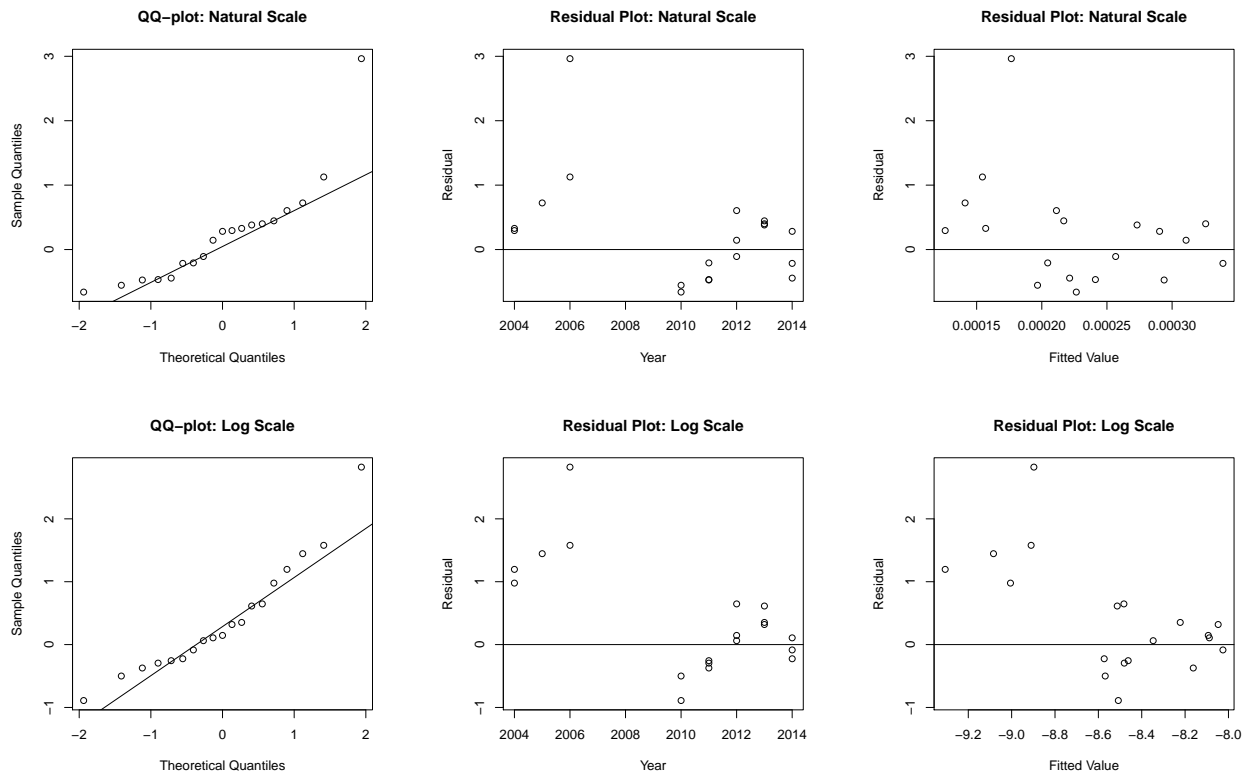 QQ−plot: Natural Scale
Sample Quantiles
3
2
1
0
−2 −1 0 1 2
Theoretical Quantiles
Residual Plot: Natural Scale
Residual
3
2
1
0
2004 2006 2008 2010 2012 2014
Year
Residual Plot: Natural Scale
Residual
3
2
1
0
0.00015 0.00020 0.00025 0.00030
Fitted Value
QQ−plot: Log Scale
Sample Quantiles
2
1
0
−1
−2 −1 0 1 2
Theoretical Quantiles
Residual Plot: Log Scale
Residual
2
1
0
−1
2004 2006 2008 2010 2012 2014
Year
Residual Plot: Log Scale
Residual
2
1
0
−1
−9.2 −9.0 −8.8 −8.6 −8.4 −8.2 −8.0
Fitted Value